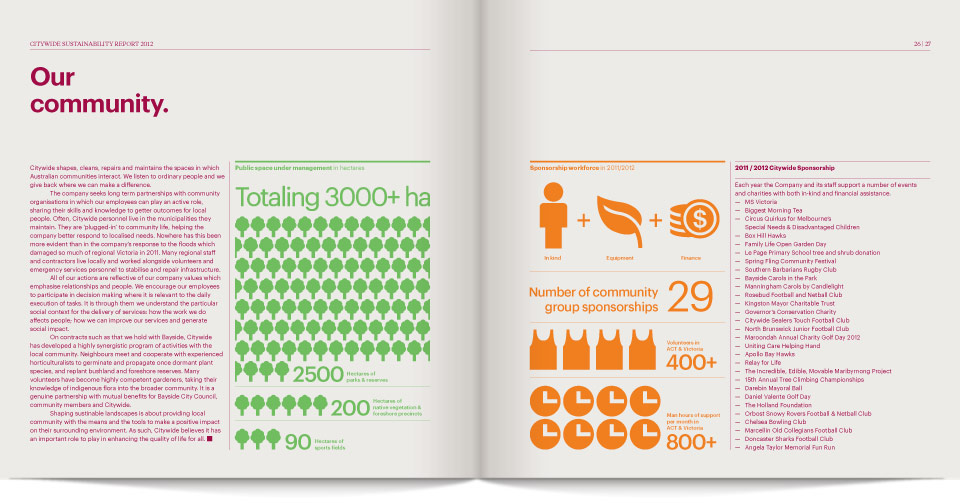 CITYWIDE SUSTAINABILITY REPORT 2012
Our
community.
Citywide shapes, cleans, repairs and maintains the spaces in which
Australian communities interact. We listen to ordinary people and we
give back where we can make a difference.
The company seeks long term partnerships with community
organisations in which our employees can play an active role,
sharing their skills and knowledge to getter outcomes for local
people. Often, Citywide personnel live in the municipalities they
maintain. They are 'plugged-in' to community life, helping the
company better respond to localised needs. Nowhere has this been
more evident than in the company's response to the floods which
damaged so much of regional Victoria in 2011. Many regional staff
and contractors live locally and worked alongside volunteers and
emergency services personnel to stabilise and repair infrastructure.
All of our actions are reflective of our company values which
emphasise relationships and people. We encourage our employees
to participate in decision making where it is relevant to the daily
execution of tasks. It is through them we understand the particular
social context for the delivery of services: how the work we do
affects people; how we can improve our services and generate
social impact.
On contracts such as that we hold with Bayside, Citywide
has developed a highly synergistic program of activities with the
local community. Neighbours meet and cooperate with experienced
horticulturalists to germinate and propagate once dormant plant
species, and replant bushland and foreshore reserves. Many
volunteers have become highly competent gardeners, taking their
knowledge of indigenous flora into the broader community. It is a
genuine partnership with mutual benefits for Bayside City Council,
community members and Citywide.
Shaping sustainable landscapes is about providing local
community with the means and the tools to make a positive impact
on their surrounding environment. As such, Citywide believes it has
an important role to play in enhancing the quality of life for all.
Public space under management in hectares
Totaling 3000+ ha
2500 Hectares of
parks & reserves
200 Hectares of
native vegetation &
foreshore precincts
90 Hectares of
sports fields
26 | 27
Sponsorship workforce in 2011/2012
In kind
Equipment
Finance
Number of community
group sponsorships
29
Volunteers in
ACT & Victoria
400+
Man hours of support
per month in
ACT & Victoria
800+
2011 / 2012 Citywide Sponsorship
Each year the Company and its staff support a number of events
and charities with both in-kind and financial assistance.
— MS Victoria
— Biggest Morning Tea
— Circus Quirkus for Melbourne's
Special Needs & Disadvantaged Children
— Box Hill Hawks
— Family Life Open Garden Day
— Le Page Primary School tree and shrub donation
— Spring Fling Community Festival
— Southern Barbarians Rugby Club
— Bayside Carols in the Park
— Manningham Carols by Candlelight
— Rosebud Football and Netball Club
— Kingston Mayor Charitable Trust
— Governor's Conservation Charity
— Citywide Sealers Touch Football Club
— North Brunswick Junior Football Club
— Maroondah Annual Charity Golf Day 2012
— Uniting Care Helping Hand
— Apollo Bay Hawks
— Relay for Life
— The Incredible, Edible, Movable Maribyrnong Project
— 15th Annual Tree Climbing Championships
— Darebin Mayoral Ball
— Daniel Valente Golf Day
— The Holland Foundation
— Orbost Snowy Rovers Football & Netball Club
— Chelsea Bowling Club
— Marcellin Old Collegians Football Club
— Doncaster Sharks Football Club
— Angela Taylor Memorial Fun Run